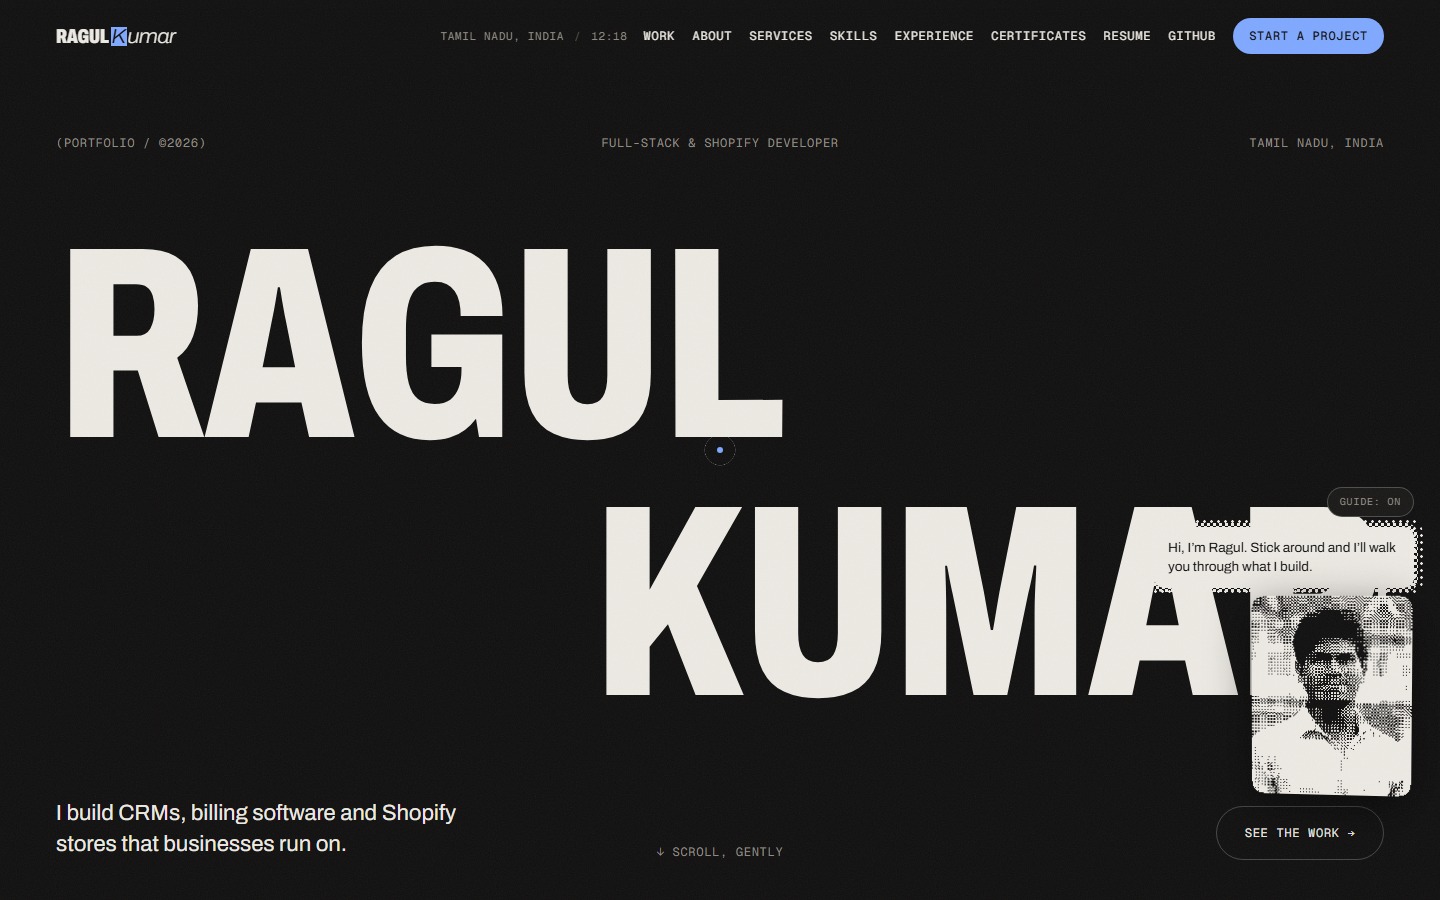 RAGUL Kumar
TAMIL NADU, INDIA / 12:18 WORK ABOUT SERVICES SKILLS EXPERIENCE CERTIFICATES RESUME GITHUB START A PROJECT
(PORTFOLIO / ©2026) FULL-STACK & SHOPIFY DEVELOPER TAMIL NADU, INDIA
RAGUL
KUMA
GUIDE: ON
Hi, I’m Ragul. Stick around and I’ll walk
you through what I build.
I build CRMs, billing software and Shopify
stores that businesses run on.
↓ SCROLL, GENTLY
SEE THE WORK →